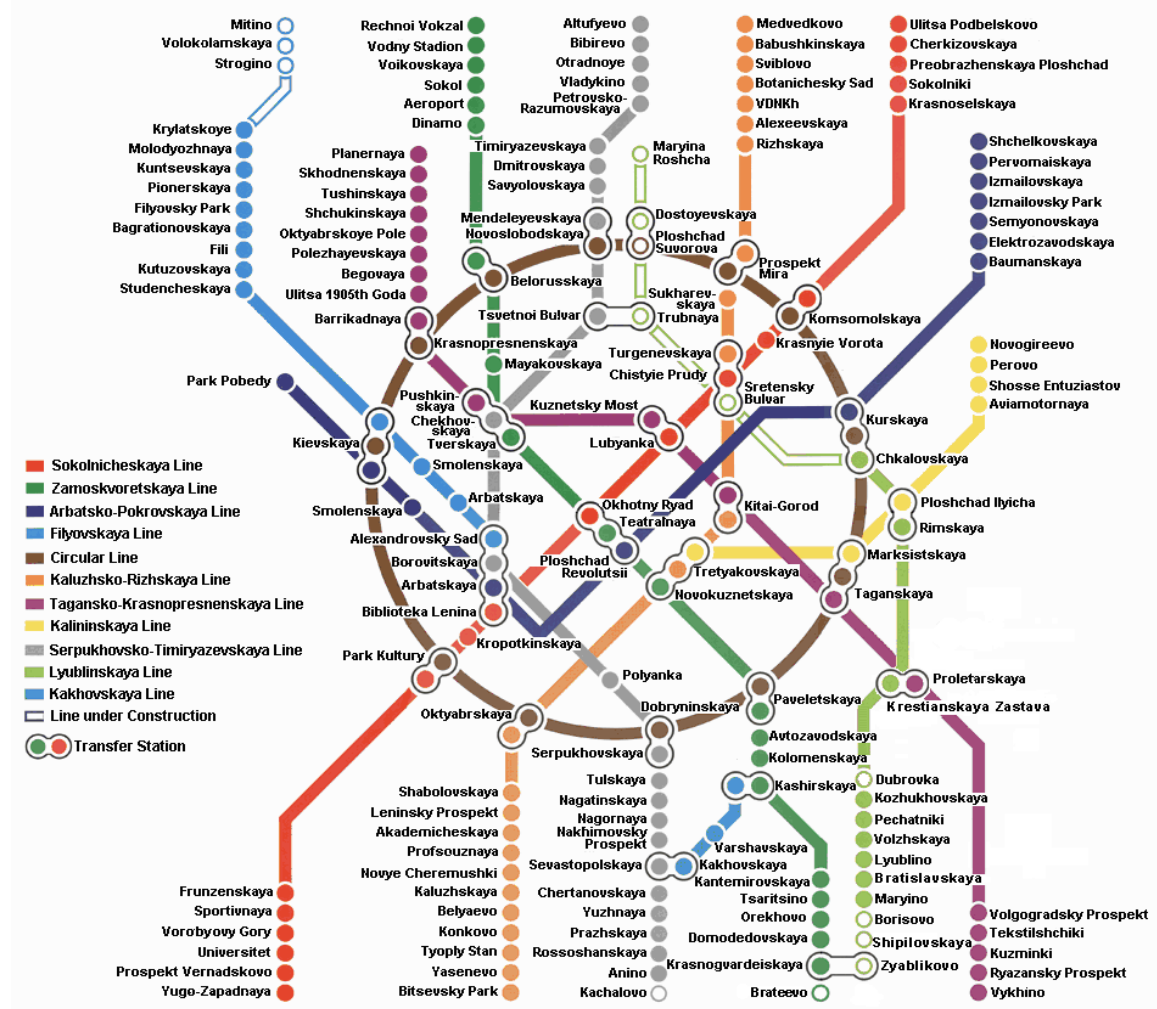 Mitino
Volokolamskaya
Strogino
Krylatskoye
Molodyozhnaya
Kuntsevskaya
Pionerskaya
Filyovsky Park
Bagrationovskaya
Fili
Kutuzovskaya
Studencheskaya
Rechnoi Vokzal
Vodny Stadion
Voikovskaya
Sokol
Aeroport
Dinamo
Planernaya
Skhodnenskaya
Tushinskaya
Shchukinskaya
Oktyabrskoye Pole
Polezhayevskaya
Begovaya
Ulitsa 1905th Goda
Barrikadnaya
Krasnopresnenskaya
Altufyevo
Bibirevo
Otradnoye
Vladykino
Petrovsko-
Razumovskaya
Timiryazevskaya
Dmitrovskaya
Savyolovskaya
Mendeleyevskaya
Novoslobodskaya
Belorusskaya
Tsvetnoi Bulvar
Mayakovskaya
Maryina
Roshcha
Dostoyevskaya
Ploshchad
Suvorova
Trubnaya
Medvedkovo
Babushkinskaya
Sviblovo
Botanichesky Sad
VDNKh
Alexeevskaya
Rizhskaya
Prospekt
Mira
Sukharev-
skaya
Turgenevskaya
Chistyie Prudy
Sretensky
Bulvar
Ulitsa Podbelskovo
Cherkizovskaya
Preobrazhenskaya Ploshchad
Sokolniki
Krasnoselskaya
Komsomolskaya
Krasnyie Vorota
Shchelkovskaya
Pervomaiskaya
Izmailovskaya
Izmailovsky Park
Semyonovskaya
Elektrozavodskaya
Baumanskaya
Novogireevo
Perovo
Shosse Entuziastov
Aviamotornaya
Kurskaya
Chkalovskaya
Ploshchad Ilyicha
Rimskaya
Marksistskaya
Taganskaya
Park Pobedy
Kievskaya
Smolenskaya
Arbatskaya
Smolenskaya
Pushkin-
skaya
Chekhov-
skaya
Tverskaya
Kuznetsky Most
Lubyanka
Kitai-Gorod
Okhotny Ryad
Teatralnaya
Ploshchad
Revolutsii
Tretyakovskaya
Novokuznetskaya
Alexandrovsky Sad
Borovitskaya
Arbatskaya
Biblioteka Lenina
Kropotkinskaya
Park Kultury
Polyanka
Oktyabrskaya
Dobryninskaya
Serpukhovskaya
Paveletskaya
Proletarskaya
Krestianskaya Zastava
Sokolnicheskaya Line
Zamoskvoretskaya Line
Arbatsko-Pokrovskaya Line
Filyovskaya Line
Circular Line
Kaluzhsko-Rizhskaya Line
Tagansko-Krasnopresnenskaya Line
Kalininskaya Line
Serpukhovsko-Timiryazevskaya Line
Lyublinskaya Line
Kakhovskaya Line
Line under Construction
Transfer Station
Frunzenskaya
Sportivnaya
Vorobyovy Gory
Universitet
Prospekt Vernadskovo
Yugo-Zapadnaya
Shabolovskaya
Leninsky Prospekt
Akademicheskaya
Profsouznaya
Novye Cheremushki
Kaluzhskaya
Belyaevo
Konkovo
Tyoply Stan
Yasenevo
Bitsevsky Park
Tulskaya
Nagatinskaya
Nagornaya
Nakhimovsky
Prospekt
Sevastopolskaya
Chertanovskaya
Yuzhnaya
Prazhskaya
Rossoshanskaya
Anino
Kachalovo
Avtozavodskaya
Kolomenskaya
Kashirskaya
Varshavskaya
Kakhovskaya
Kantemirovskaya
Tsaritsino
Orekhovo
Domodedovskaya
Krasnogvardeiskaya
Brateevo
Dubrovka
Kozhukhovskaya
Pechatniki
Volzhskaya
Lyublino
Bratislavskaya
Maryino
Borisovo
Shipilovskaya
Zyablikovo
Volgogradsky Prospekt
Tekstilshchiki
Kuzminki
Ryazansky Prospekt
Vykhino